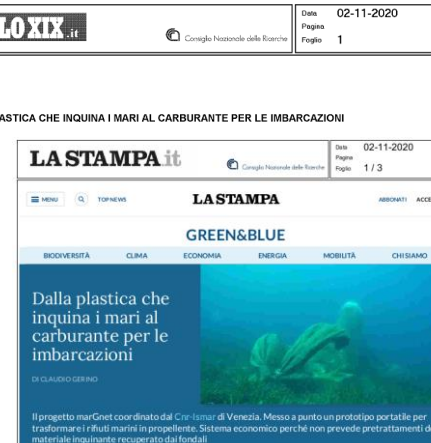 LO XIX.it
Consiglio Nazionale delle Ricerche
Data 02-11-2020
Pagina
Foglio 1
ASTICA CHE INQUINA I MARI AL CARBURANTE PER LE IMBARCAZIONI
LA STAMPA.it
Consiglio Nazionale delle Ricerche
Data 02-11-2020
Pagina
Foglio 1 / 3
MENU
TOPNEWS
LA STAMPA
ABBONATI
ACCE
GREEN&BLUE
BIODIVERSITÀ CLIMA ECONOMIA ENERGIA MOBILITÀ CHI SIAMO
Dalla plastica che
inquina i mari al
carburante per le
imbarcazioni
DI CLAUDIO GERINO
Il progetto marGnet coordinato dal Cnr-Ismar di Venezia. Messo a punto un prototipo portatile per
trasformare i rifiuti marini in propellente. Sistema economico perché non prevede pretrattamenti de
materiale inquinante recuperato dai fondali